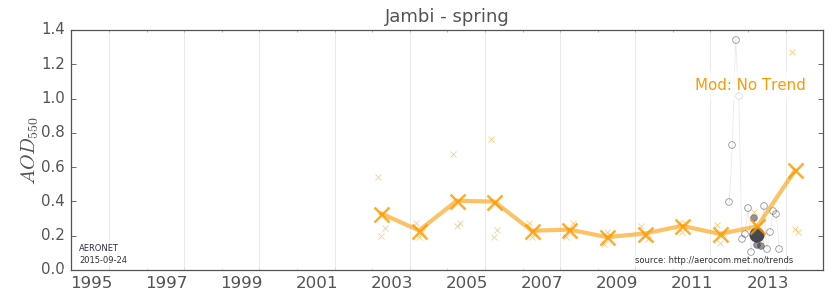 Jambi - spring
1.4
1.2
1.0
0.8
0.6
0.4
0.2
0.0
AOD550
Mod: No Trend
AERONET
2015-09-24
source: http://aerocom.met.no/trends
1995 1997 1999 2001 2003 2005 2007 2009 2011 2013